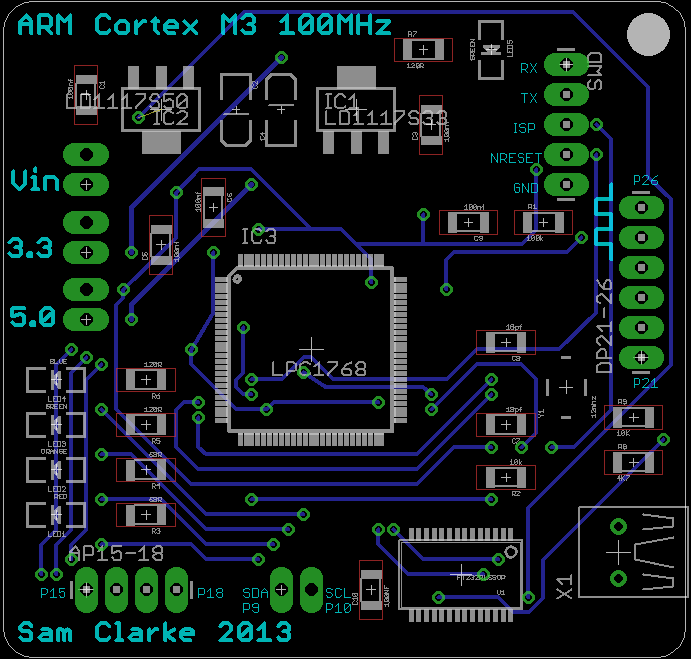 ARM Cortex M3 100MHz
R7
120R
GREEN
LED5
SWD
RX
TX
ISP
NRESET
GND
100nf
C1
LD1117S50
IC2
C2
C4
IC1
LD1117S33
C3
100nf
Vin
3.3
5.0
100nf
C6
C5
100nf
IC3
100nf
C9
R1
100k
P26
DP21-26
P21
LPC1768
18pf
C8
18pf
C7
Y1
12mhz
10k
R2
R9
10K
R8
4K7
BLUE
LED4
GREEN
LED3
ORANGE
LED2
RED
LED1
120R
R6
120R
R5
68R
R4
68R
R3
AP15-18
P15
P18
SDA
P9
SCL
P10
C10
100NF
U1
X1
Sam Clarke 2013